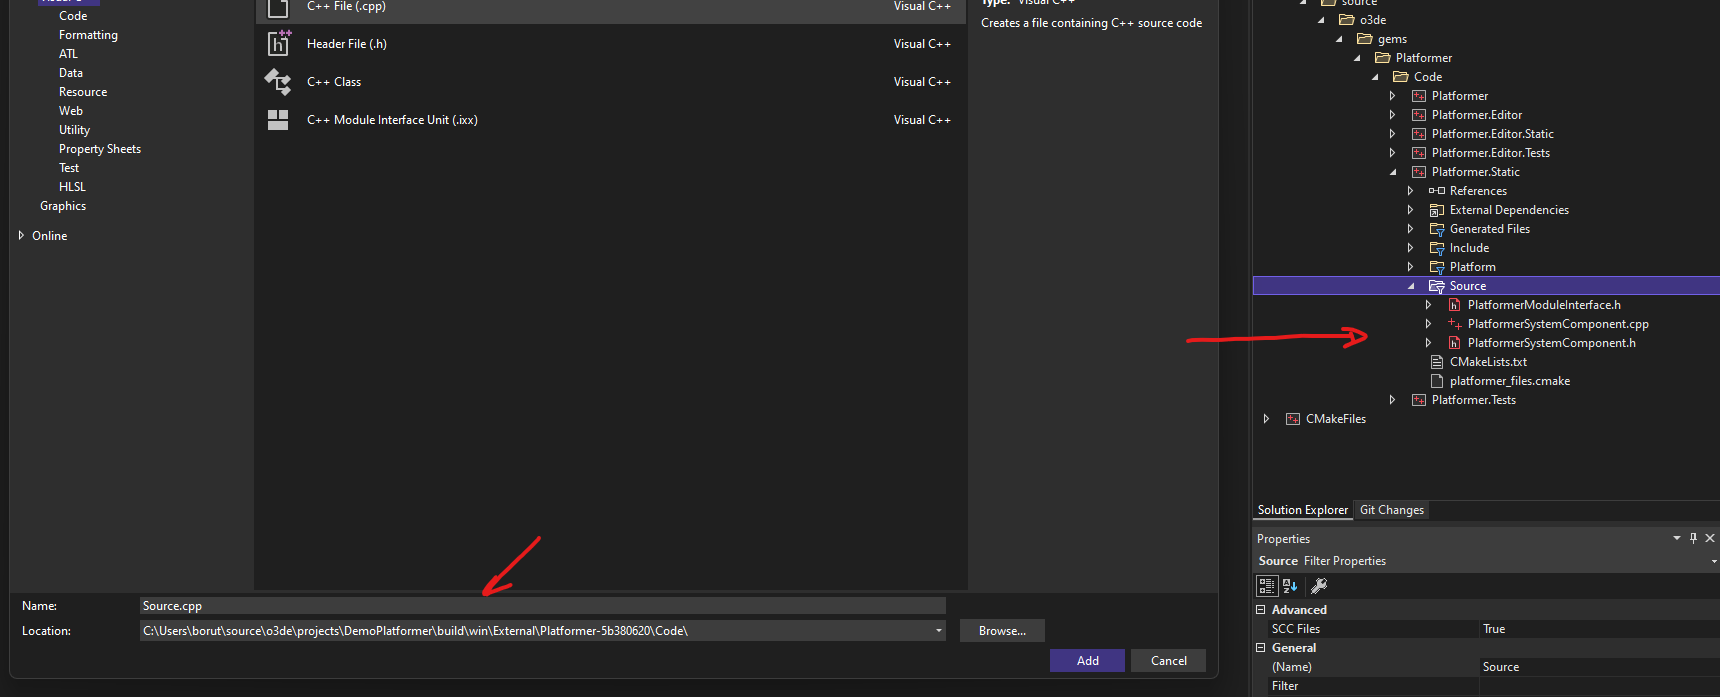 Code
Formatting
ATL
Data
Resource
Web
Utility
Property Sheets
Test
HLSL
Graphics
Online
C++ File (.cpp)
Visual C++
Header File (.h)
Visual C++
C++ Class
Visual C++
C++ Module Interface Unit (.ixx)
Visual C++
Type: Visual C++
Creates a file containing C++ source code
Name:
Source.cpp
Location:
C:\Users\borut\source\o3de\projects\DemoPlatformer\build\win\External\Platformer-5b380620\Code\
Browse...
Add
Cancel
source
o3de
gems
Platformer
Code
Platformer
Platformer.Editor
Platformer.Editor.Static
Platformer.Editor.Tests
Platformer.Static
References
External Dependencies
Generated Files
Include
Platform
Source
PlatformerModuleInterface.h
PlatformerSystemComponent.cpp
PlatformerSystemComponent.h
CMakeLists.txt
platformer_files.cmake
Platformer.Tests
CMakeFiles
Solution Explorer
Git Changes
Properties
Source Filter Properties
Advanced
SCC Files
True
General
(Name)
Source
Filter